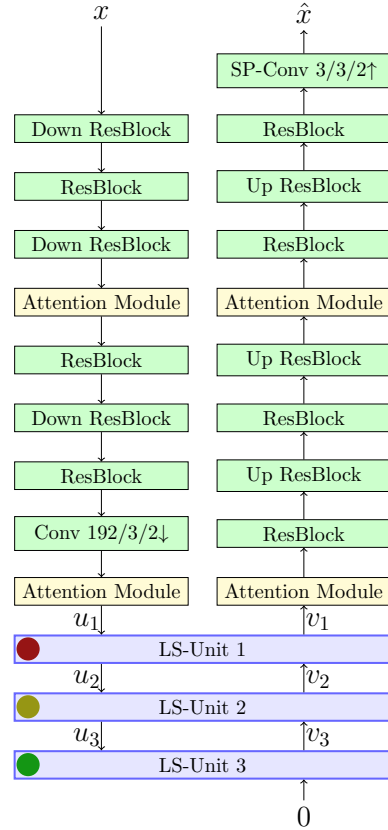 x
Down ResBlock
ResBlock
Down ResBlock
Attention Module
ResBlock
Down ResBlock
ResBlock
Conv 192/3/2↓
Attention Module
u₁
x̂
SP-Conv 3/3/2↑
ResBlock
Up ResBlock
ResBlock
Attention Module
Up ResBlock
ResBlock
Up ResBlock
ResBlock
Attention Module
v₁
LS-Unit 1
u₂ v₂
LS-Unit 2
u₃ v₃
LS-Unit 3
0